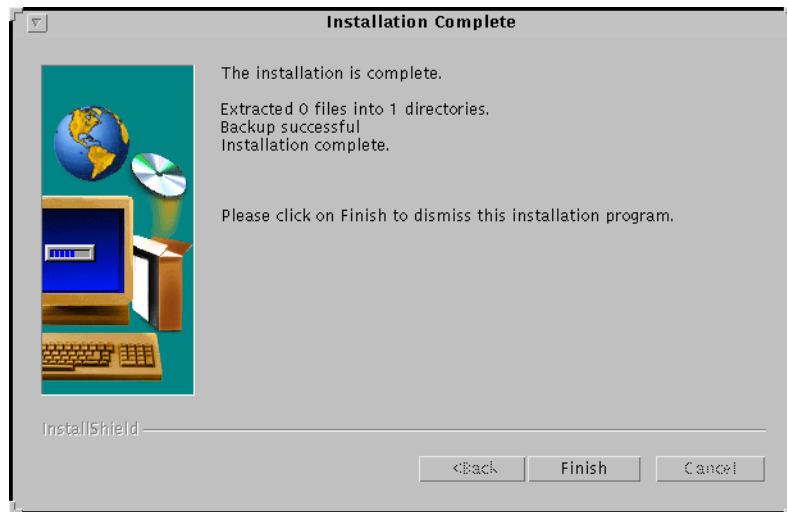 Installation Complete
The installation is complete.
Extracted 0 files into 1 directories.
Backup successful
Installation complete.
Please click on Finish to dismiss this installation program.
InstallShield
<Back Finish Cancel